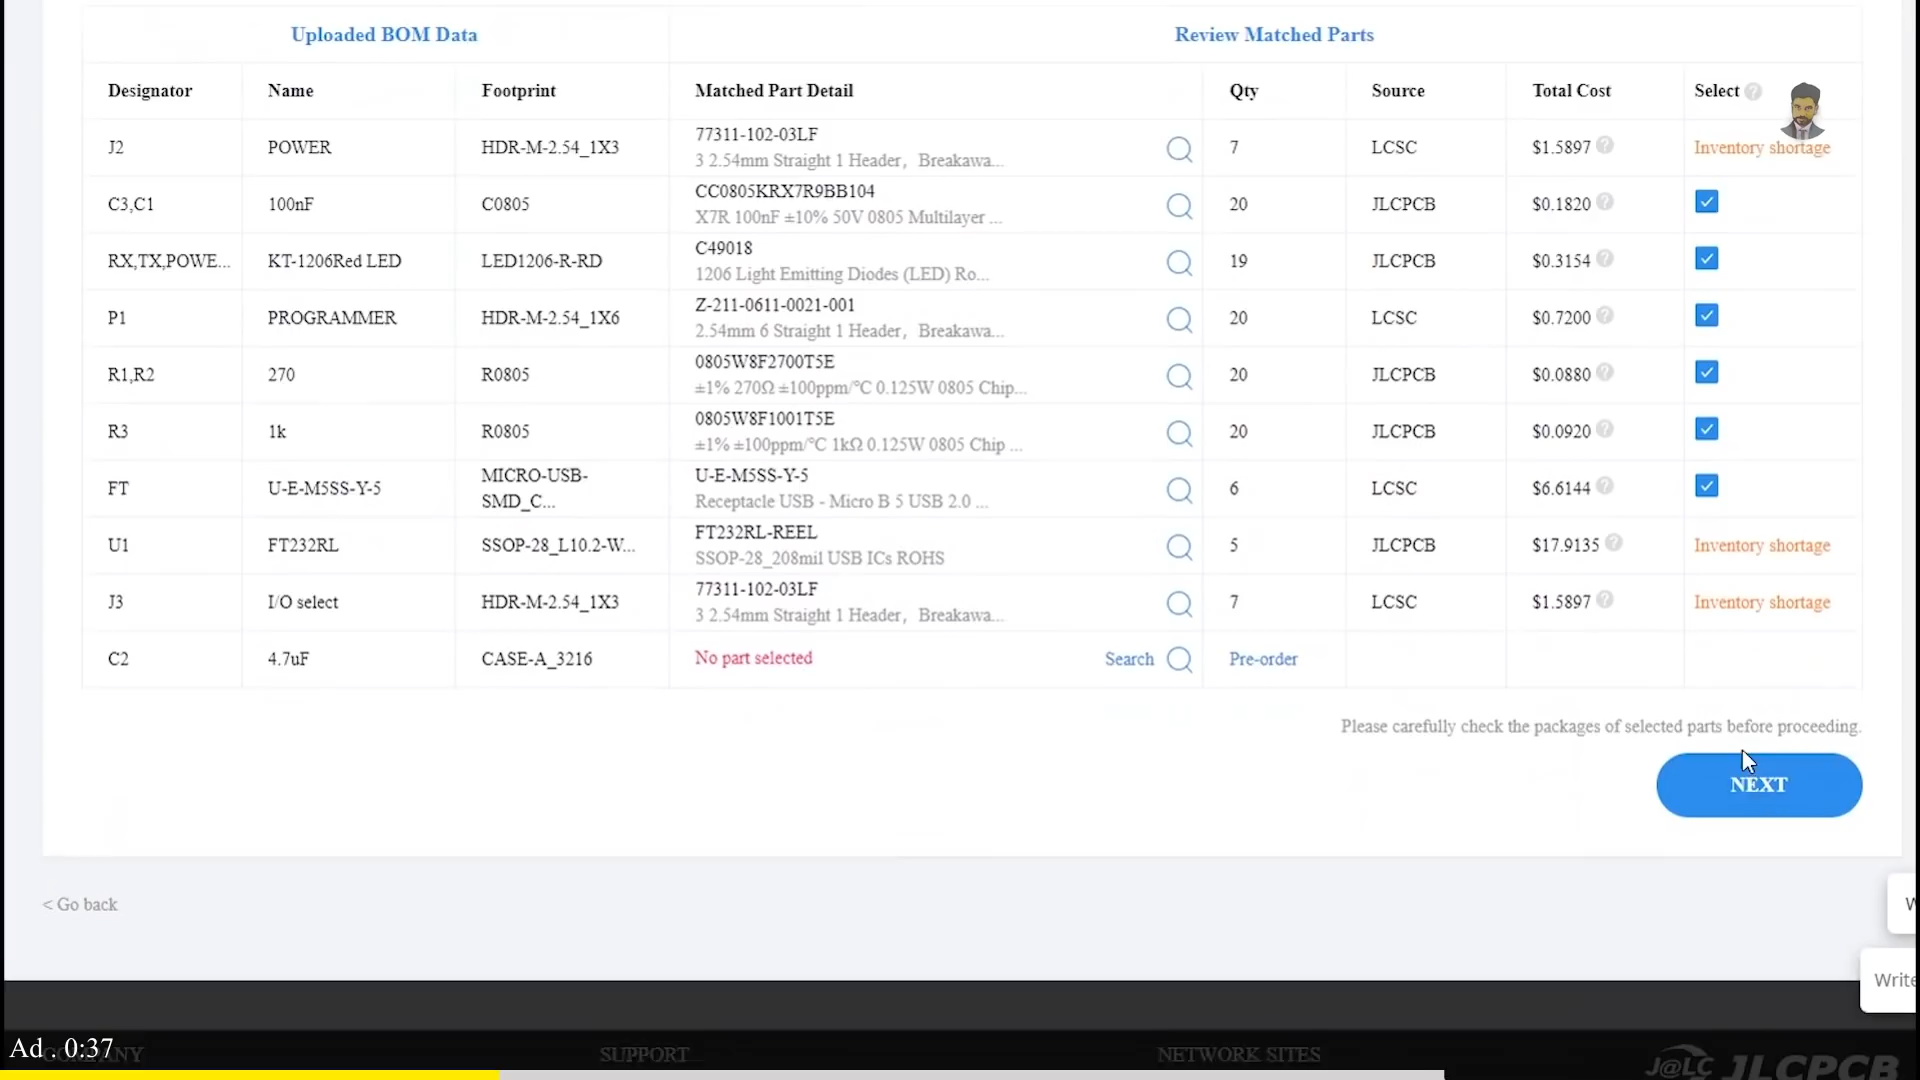 Uploaded BOM Data Review Matched Parts
Designator Name Footprint Matched Part Detail Qty Source Total Cost Select ?
77311-102-03LF
J2 POWER HDR-M-2.54_1X3 7 LCSC $1.5897 ? Inventory shortage
3 2.54mm Straight 1 Header, Breakawa...
CC0805KRX7R9BB104
C3,C1 100nF C0805 20 JLCPCB $0.1820 ?
X7R 100nF ±10% 50V 0805 Multilayer ...
C49018
RX,TX,POWE... KT-1206Red LED LED1206-R-RD 19 JLCPCB $0.3154 ?
1206 Light Emitting Diodes (LED) Ro...
Z-211-0611-0021-001
P1 PROGRAMMER HDR-M-2.54_1X6 20 LCSC $0.7200 ?
2.54mm 6 Straight 1 Header, Breakawa...
0805W8F2700T5E
R1,R2 270 R0805 20 JLCPCB $0.0880 ?
±1% 270Ω ±100ppm/℃ 0.125W 0805 Chip...
0805W8F1001T5E
R3 1k R0805 20 JLCPCB $0.0920 ?
±1% ±100ppm/℃ 1kΩ 0.125W 0805 Chip ...
MICRO-USB- U-E-M5SS-Y-5
FT U-E-M5SS-Y-5 6 LCSC $6.6144 ?
SMD_C... Receptacle USB - Micro B 5 USB 2.0 ...
FT232RL-REEL
U1 FT232RL SSOP-28_L10.2-W... 5 JLCPCB $17.9135 ? Inventory shortage
SSOP-28_208mil USB ICs ROHS
77311-102-03LF
J3 I/O select HDR-M-2.54_1X3 7 LCSC $1.5897 ? Inventory shortage
3 2.54mm Straight 1 Header, Breakawa...
C2 4.7uF CASE-A_3216 No part selected Search Pre-order
Please carefully check the packages of selected parts before proceeding.
NEXT
< Go back
W
Write
Ad . 0:37
COMPANY SUPPORT NETWORK SITES
J@LC JLCPCB